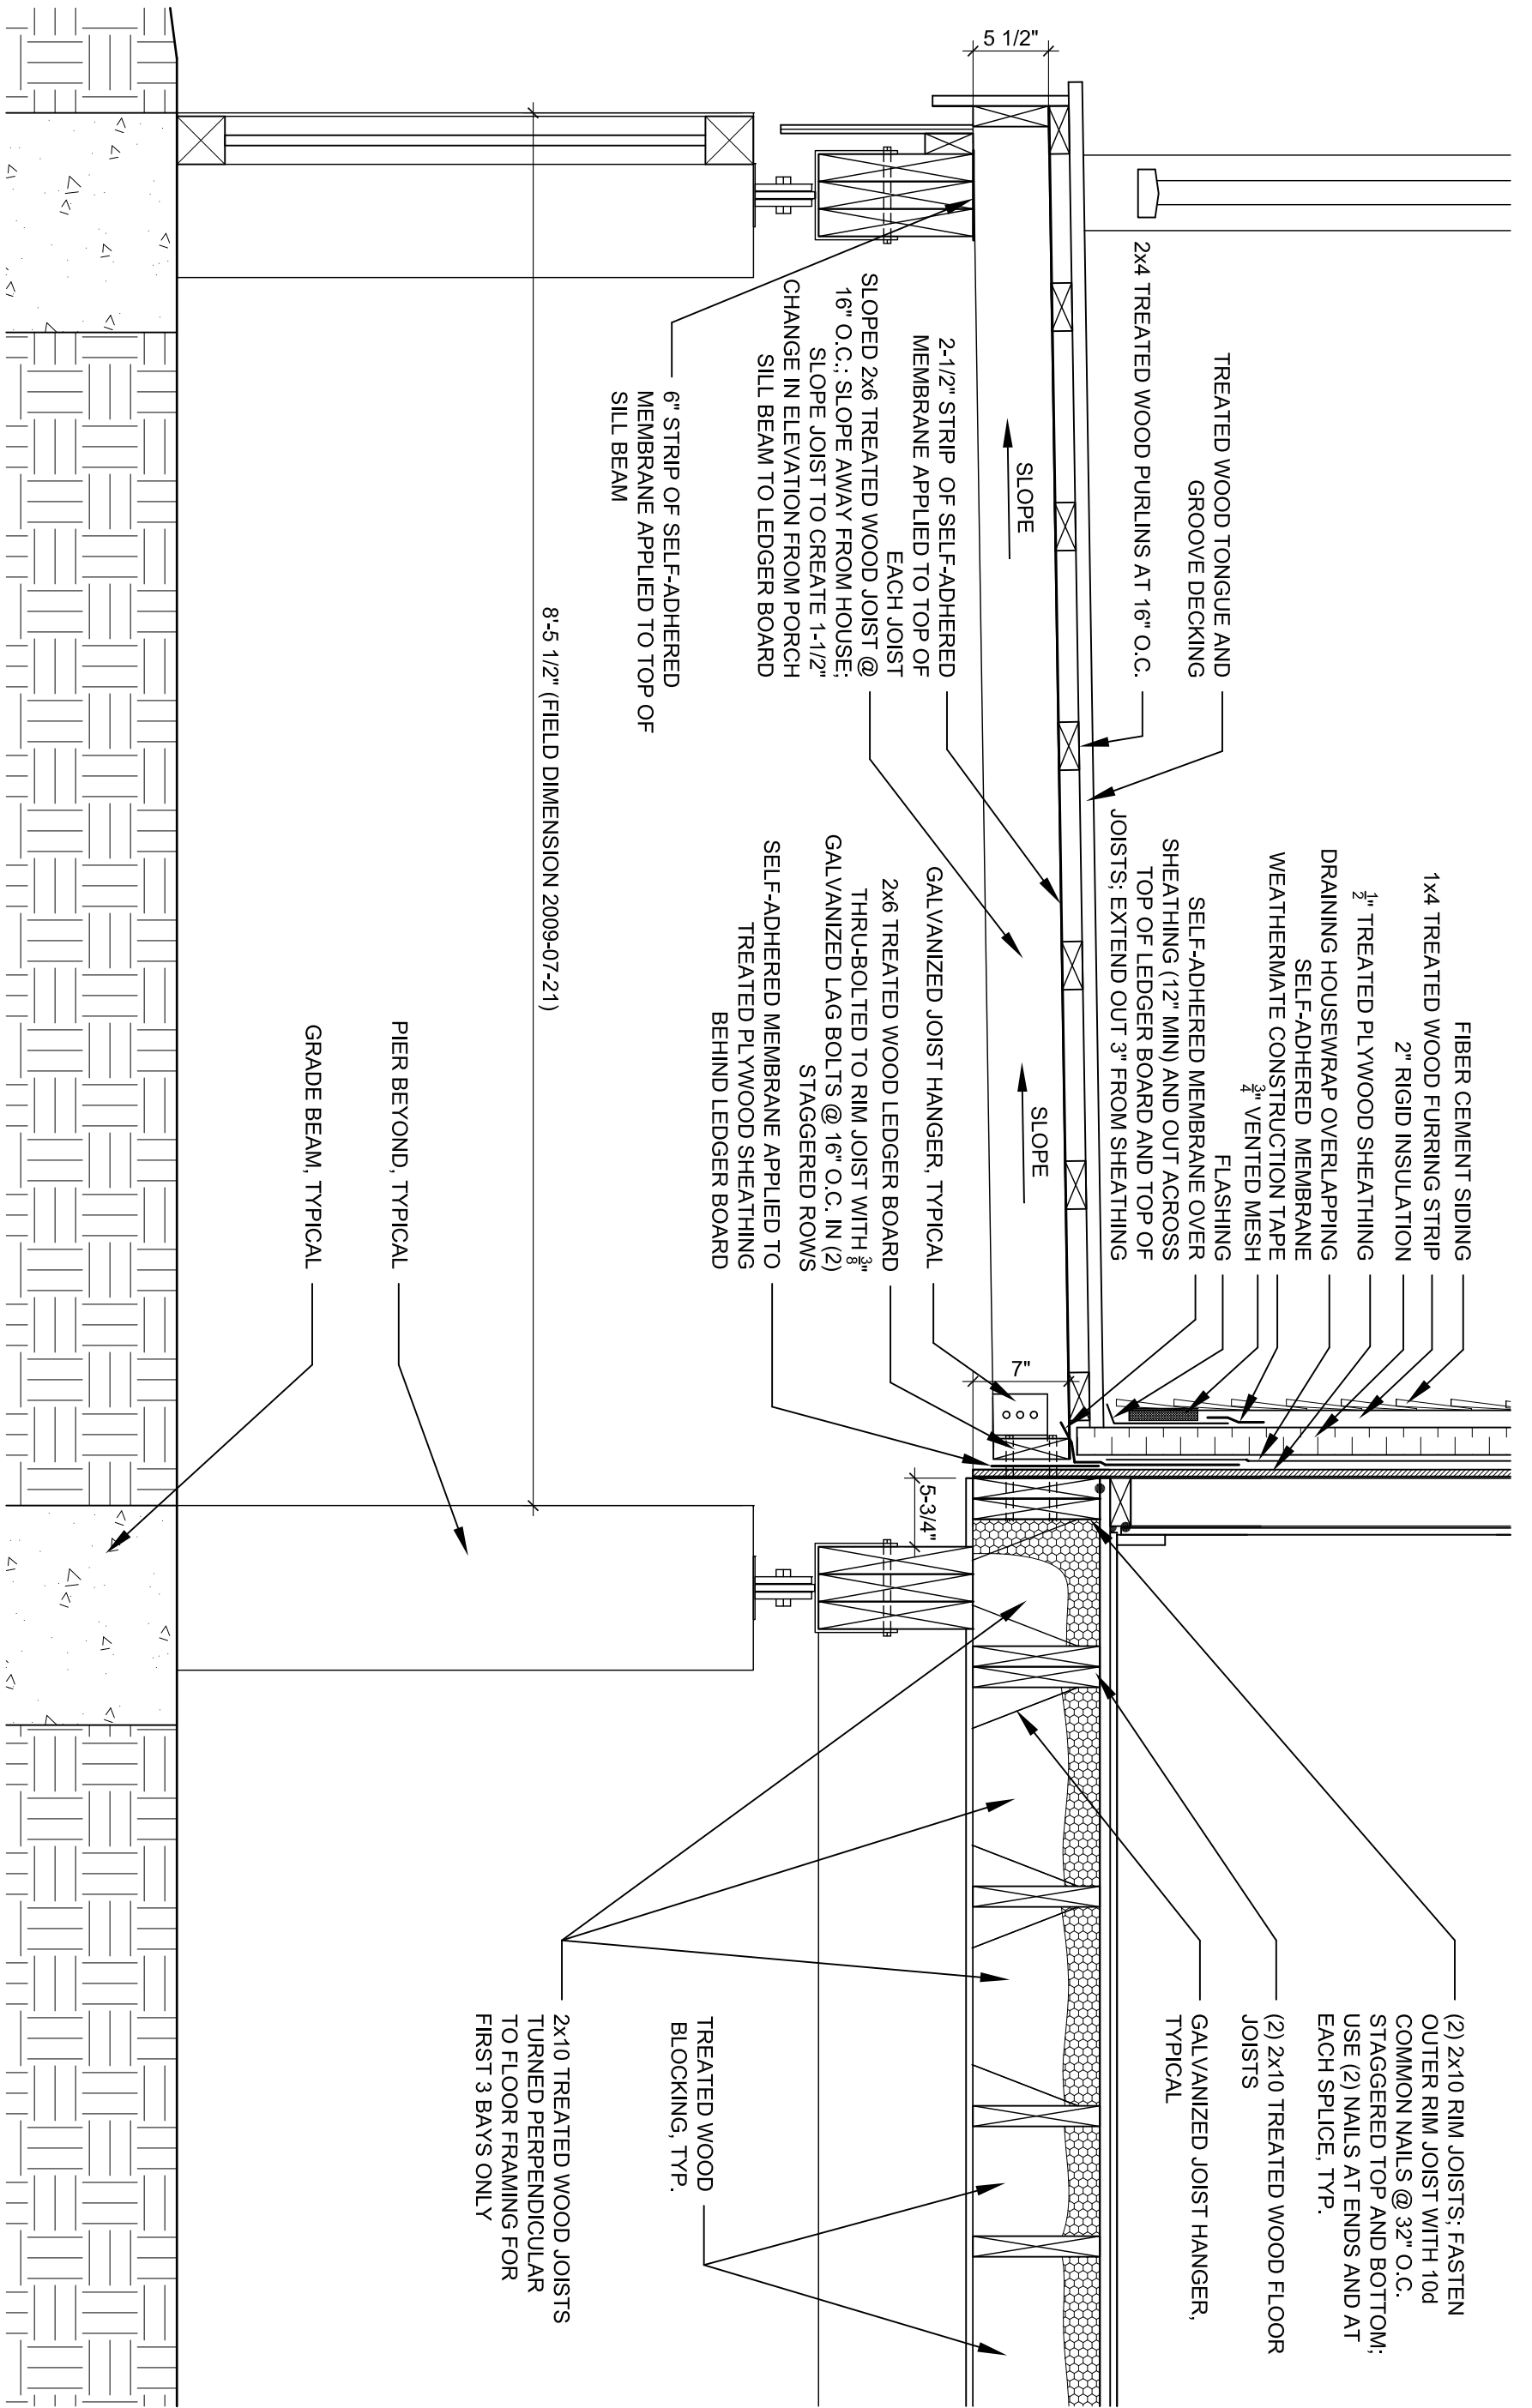 FIBER CEMENT SIDING
1x4 TREATED WOOD FURRING STRIP
2" RIGID INSULATION
1/2" TREATED PLYWOOD SHEATHING
DRAINING HOUSEWRAP OVERLAPPING
SELF-ADHERED MEMBRANE
WEATHERMATE CONSTRUCTION TAPE
3/4" VENTED MESH
FLASHING
SELF-ADHERED MEMBRANE OVER
SHEATHING (12" MIN) AND OUT ACROSS
TOP OF LEDGER BOARD AND TOP OF
JOISTS; EXTEND OUT 3" FROM SHEATHING
(2) 2x10 RIM JOISTS; FASTEN
OUTER RIM JOIST WITH 10d
COMMON NAILS @ 32" O.C.
STAGGERED TOP AND BOTTOM;
USE (2) NAILS AT ENDS AND AT
EACH SPLICE, TYP.
(2) 2x10 TREATED WOOD FLOOR
JOISTS
GALVANIZED JOIST HANGER,
TYPICAL
TREATED WOOD TONGUE AND
GROOVE DECKING
2x4 TREATED WOOD PURLINS AT 16" O.C.
5 1/2"
SLOPE
SLOPE
7"
5-3/4"
2-1/2" STRIP OF SELF-ADHERED
MEMBRANE APPLIED TO TOP OF
EACH JOIST
SLOPED 2x6 TREATED WOOD JOIST @
16" O.C.; SLOPE AWAY FROM HOUSE;
SLOPE JOIST TO CREATE 1-1/2"
CHANGE IN ELEVATION FROM PORCH
SILL BEAM TO LEDGER BOARD
6" STRIP OF SELF-ADHERED
MEMBRANE APPLIED TO TOP OF
SILL BEAM
GALVANIZED JOIST HANGER, TYPICAL
2x6 TREATED WOOD LEDGER BOARD
THRU-BOLTED TO RIM JOIST WITH 3/8"
GALVANIZED LAG BOLTS @ 16" O.C. IN (2)
STAGGERED ROWS
SELF-ADHERED MEMBRANE APPLIED TO
TREATED PLYWOOD SHEATHING
BEHIND LEDGER BOARD
TREATED WOOD
BLOCKING, TYP.
2x10 TREATED WOOD JOISTS
TURNED PERPENDICULAR
TO FLOOR FRAMING FOR
FIRST 3 BAYS ONLY
8'-5 1/2" (FIELD DIMENSION 2009-07-21)
PIER BEYOND, TYPICAL
GRADE BEAM, TYPICAL